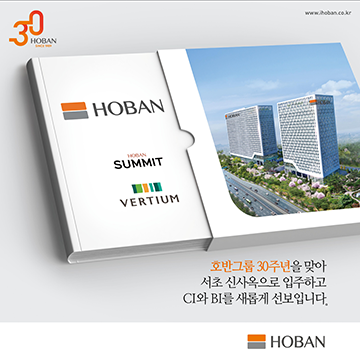 30
HOBAN
SINCE 1989
www.ihoban.co.kr
HOBAN
HOBAN
SUMMIT
VERTIUM
호반그룹 30주년을 맞아
서초 신사옥으로 입주하고
CI와 BI를 새롭게 선보입니다.
HOBAN